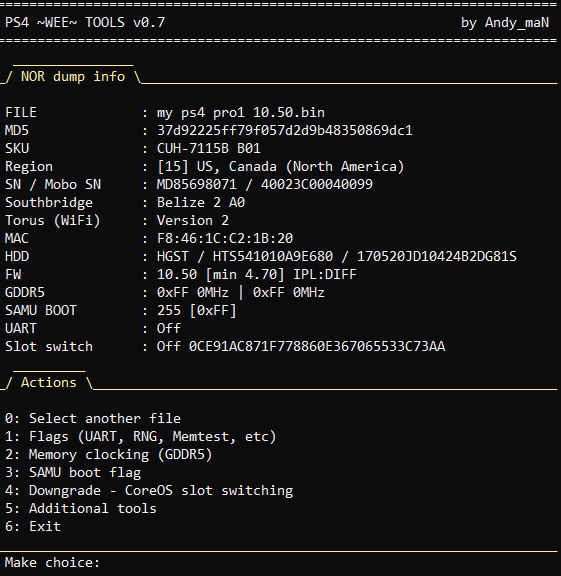 PS4 ~WEE~ TOOLS v0.7 by Andy_maN
/ NOR dump info \
FILE : my ps4 pro1 10.50.bin
MD5 : 37d92225ff79f057d2d9b48350869dc1
SKU : CUH-7115B B01
Region : [15] US, Canada (North America)
SN / Mobo SN : MD85698071 / 40023C00040099
Southbridge : Belize 2 A0
Torus (WiFi) : Version 2
MAC : F8:46:1C:C2:1B:20
HDD : HGST / HTS541010A9E680 / 170520JD10424B2DG81S
FW : 10.50 [min 4.70] IPL:DIFF
GDDR5 : 0xFF 0MHz | 0xFF 0MHz
SAMU BOOT : 255 [0xFF]
UART : Off
Slot switch : Off 0CE91AC871F778860E367065533C73AA
/ Actions \
0: Select another file
1: Flags (UART, RNG, Memtest, etc)
2: Memory clocking (GDDR5)
3: SAMU boot flag
4: Downgrade - CoreOS slot switching
5: Additional tools
6: Exit
Make choice: